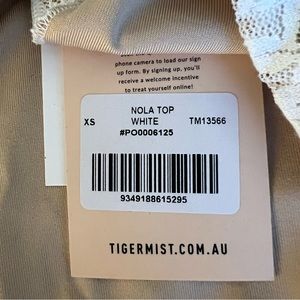 phone camera to load our sign
up form. By signing up, you'll
receive a welcome incentive
to treat yourself online!
NOLA TOP
XS WHITE TM13566
#PO0006125
9349188615295
TIGERMIST.COM.AU